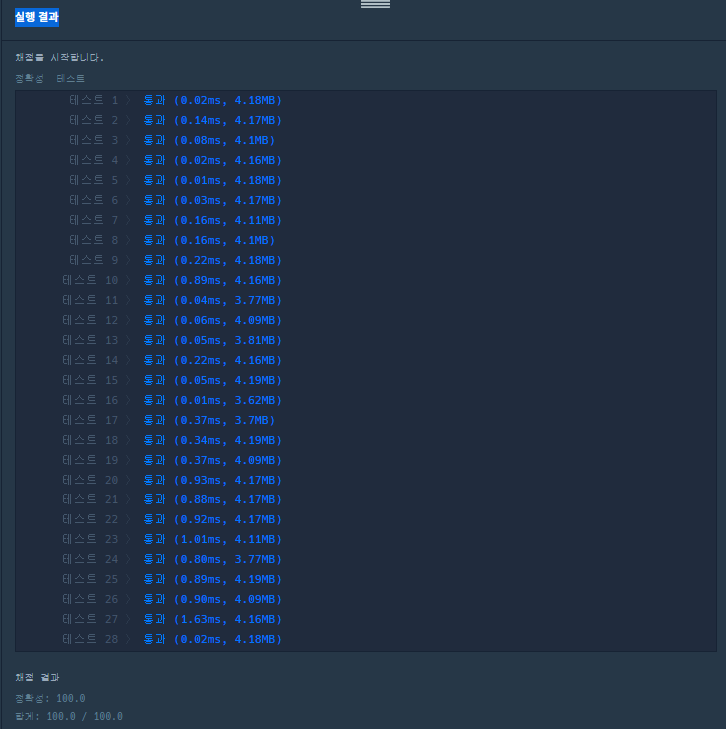 실행 결과
채점을 시작합니다.
정확성 테스트
테스트 1 〉 통과 (0.02ms, 4.18MB)
테스트 2 〉 통과 (0.14ms, 4.17MB)
테스트 3 〉 통과 (0.08ms, 4.1MB)
테스트 4 〉 통과 (0.02ms, 4.16MB)
테스트 5 〉 통과 (0.01ms, 4.18MB)
테스트 6 〉 통과 (0.03ms, 4.17MB)
테스트 7 〉 통과 (0.16ms, 4.11MB)
테스트 8 〉 통과 (0.16ms, 4.1MB)
테스트 9 〉 통과 (0.22ms, 4.18MB)
테스트 10 〉 통과 (0.89ms, 4.16MB)
테스트 11 〉 통과 (0.04ms, 3.77MB)
테스트 12 〉 통과 (0.06ms, 4.09MB)
테스트 13 〉 통과 (0.05ms, 3.81MB)
테스트 14 〉 통과 (0.22ms, 4.16MB)
테스트 15 〉 통과 (0.05ms, 4.19MB)
테스트 16 〉 통과 (0.01ms, 3.62MB)
테스트 17 〉 통과 (0.37ms, 3.7MB)
테스트 18 〉 통과 (0.34ms, 4.19MB)
테스트 19 〉 통과 (0.37ms, 4.09MB)
테스트 20 〉 통과 (0.93ms, 4.17MB)
테스트 21 〉 통과 (0.88ms, 4.17MB)
테스트 22 〉 통과 (0.92ms, 4.17MB)
테스트 23 〉 통과 (1.01ms, 4.11MB)
테스트 24 〉 통과 (0.80ms, 3.77MB)
테스트 25 〉 통과 (0.89ms, 4.19MB)
테스트 26 〉 통과 (0.90ms, 4.09MB)
테스트 27 〉 통과 (1.63ms, 4.16MB)
테스트 28 〉 통과 (0.02ms, 4.18MB)
채점 결과
정확성: 100.0
합계: 100.0 / 100.0